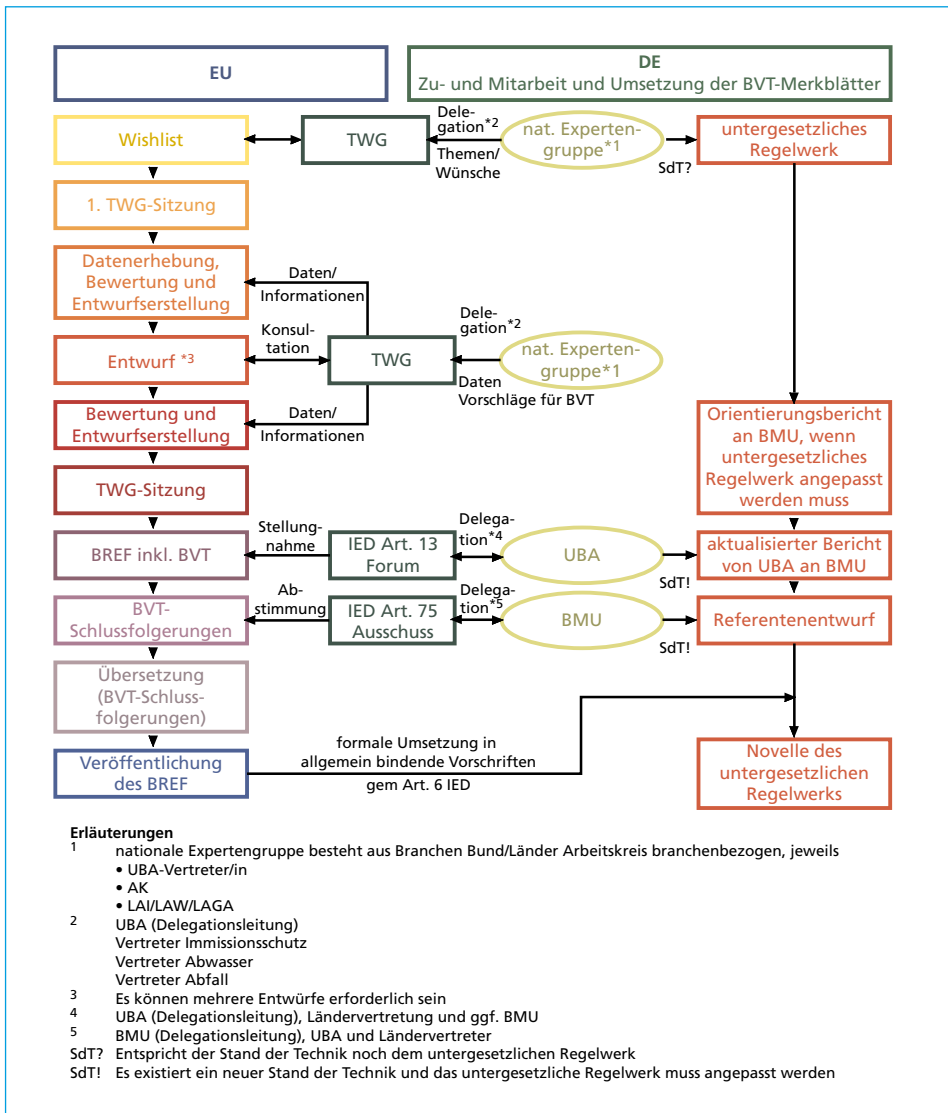 EU
DE
Zu- und Mitarbeit und Umsetzung der BVT-Merkblätter
Wishlist
TWG
Dele-
gation*2
Themen/
Wünsche
nat. Experten-
gruppe*1
SdT?
untergesetzliches
Regelwerk
1. TWG-Sitzung
Datenerhebung,
Bewertung und
Entwurfserstellung
Daten/
Informationen
Entwurf *3
Konsul-
tation
TWG
Dele-
gation*2
Daten
Vorschläge für BVT
nat. Experten-
gruppe*1
Bewertung und
Entwurfserstellung
Daten/
Informationen
Orientierungsbericht
an BMU, wenn
untergesetzliches
Regelwerk angepasst
werden muss
TWG-Sitzung
BREF inkl. BVT
Stellung-
nahme
IED Art. 13
Forum
Delega-
tion*4
UBA
SdT!
aktualisierter Bericht
von UBA an BMU
BVT-
Schlussfolgerungen
Ab-
stimmung
IED Art. 75
Ausschuss
Delega-
tion*5
BMU
SdT!
Referentenentwurf
Übersetzung
(BVT-Schluss-
folgerungen)
Veröffentlichung
des BREF
formale Umsetzung in
allgemein bindende Vorschriften
gem Art. 6 IED
Novelle des
untergesetzlichen
Regelwerks
Erläuterungen
1 nationale Expertengruppe besteht aus Branchen Bund/Länder Arbeitskreis branchenbezogen, jeweils
• UBA-Vertreter/in
• AK
• LAI/LAW/LAGA
2 UBA (Delegationsleitung)
Vertreter Immissionsschutz
Vertreter Abwasser
Vertreter Abfall
3 Es können mehrere Entwürfe erforderlich sein
4 UBA (Delegationsleitung), Ländervertretung und ggf. BMU
5 BMU (Delegationsleitung), UBA und Ländervertreter
SdT? Entspricht der Stand der Technik noch dem untergesetzlichen Regelwerk
SdT! Es existiert ein neuer Stand der Technik und das untergesetzliche Regelwerk muss angepasst werden